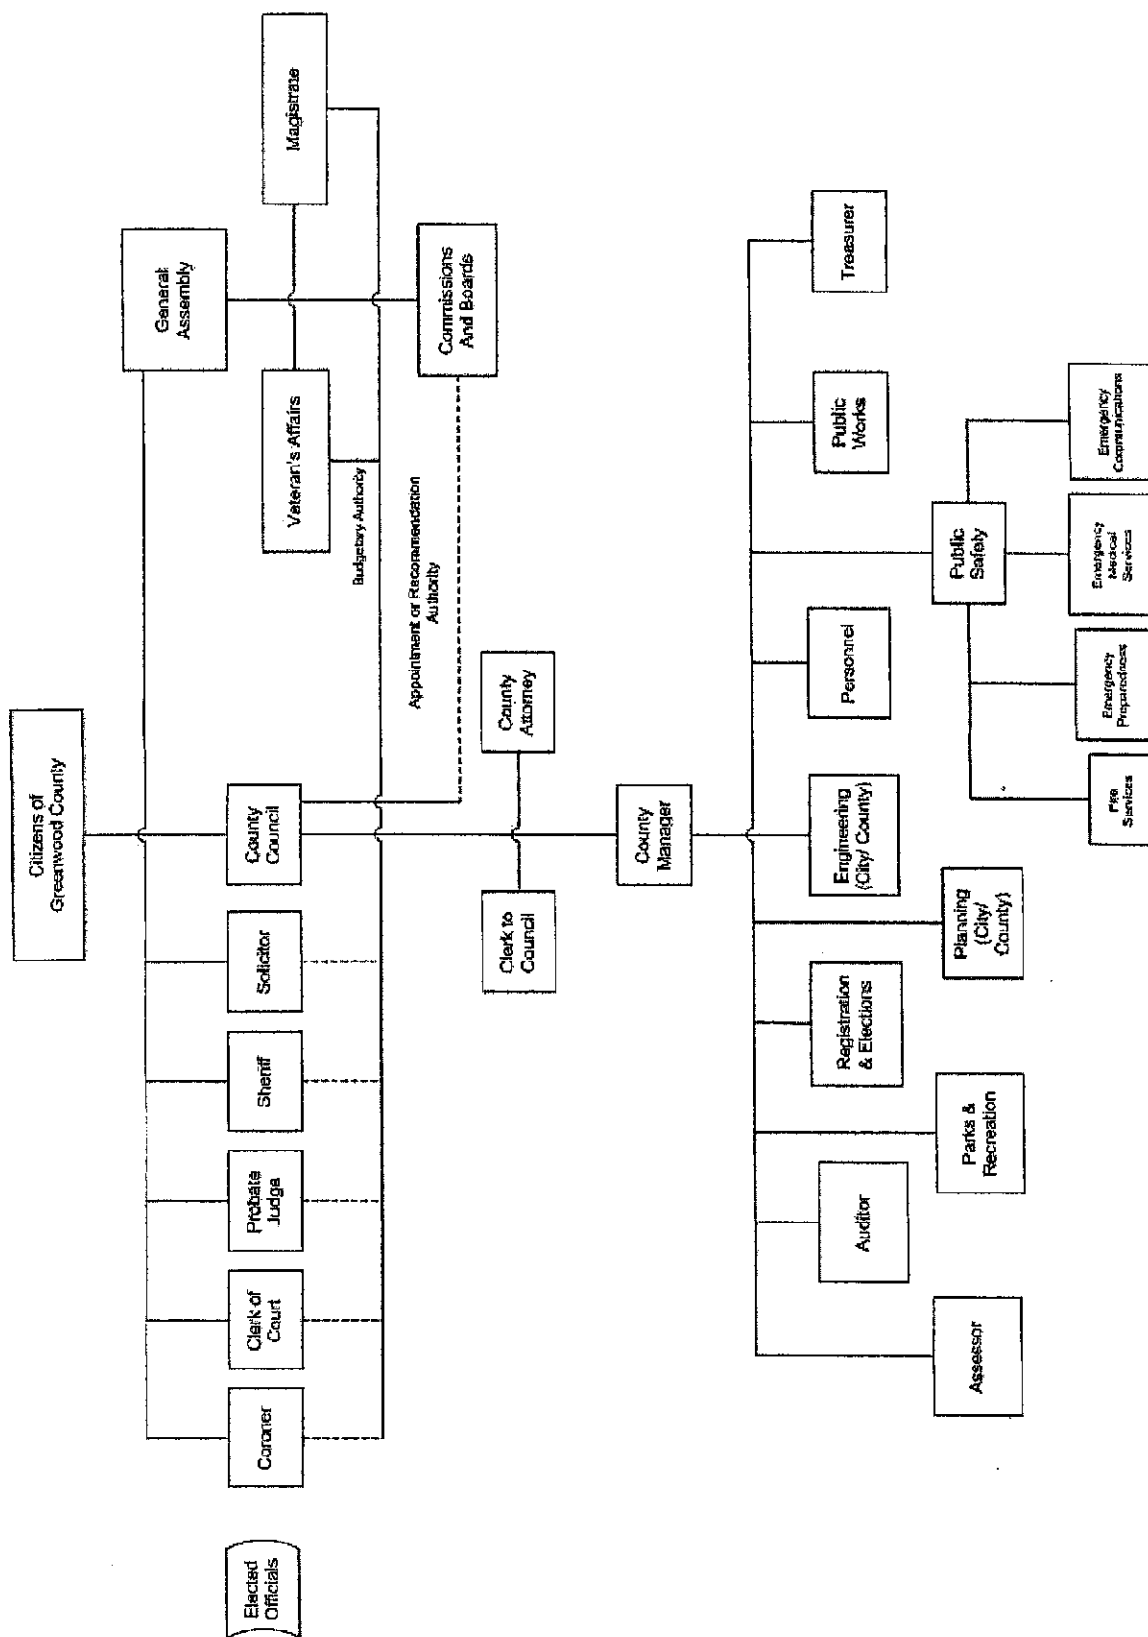 Citizens of
Greenwood County
General
Assembly
Elected
Officials
Coroner
Clerk of
Court
Probate
Judge
Sheriff
Solicitor
County
Council
Veteran's Affairs
Magistrate
Budgetary Authority
Appointment or Recommendation
Authority
Commissions
And Boards
Clerk to
Council
County
Attorney
County
Manager
Assessor
Auditor
Parks &
Recreation
Registration
& Elections
Planning
(City/
County)
Engineering
(City/ County)
Personnel
Public
Safety
Public
Works
Treasurer
Fire
Services
Emergency
Preparedness
Emergency
Medical
Services
Emergency
Communications